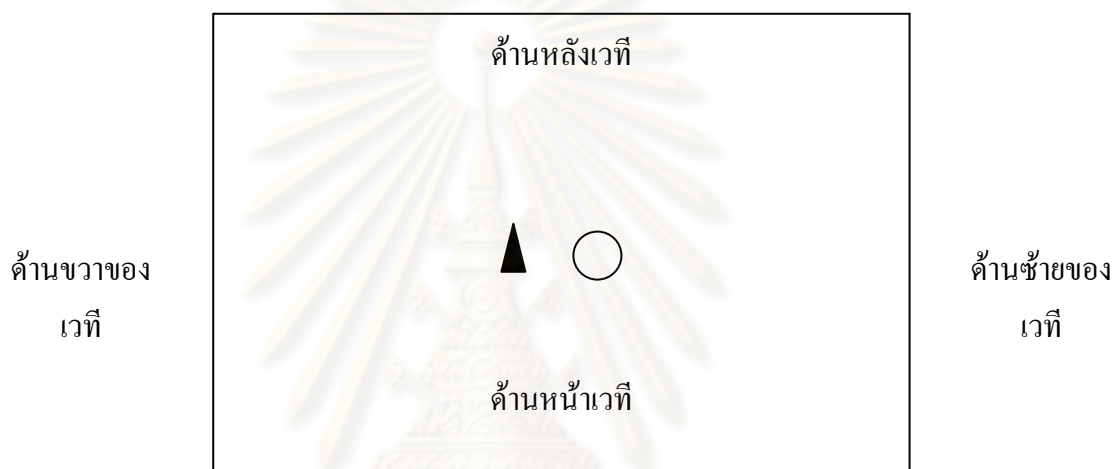 ด้านหลังเวที
ด้านขวาของ
เวที
ด้านซ้ายของ
เวที
ด้านหน้าเวที